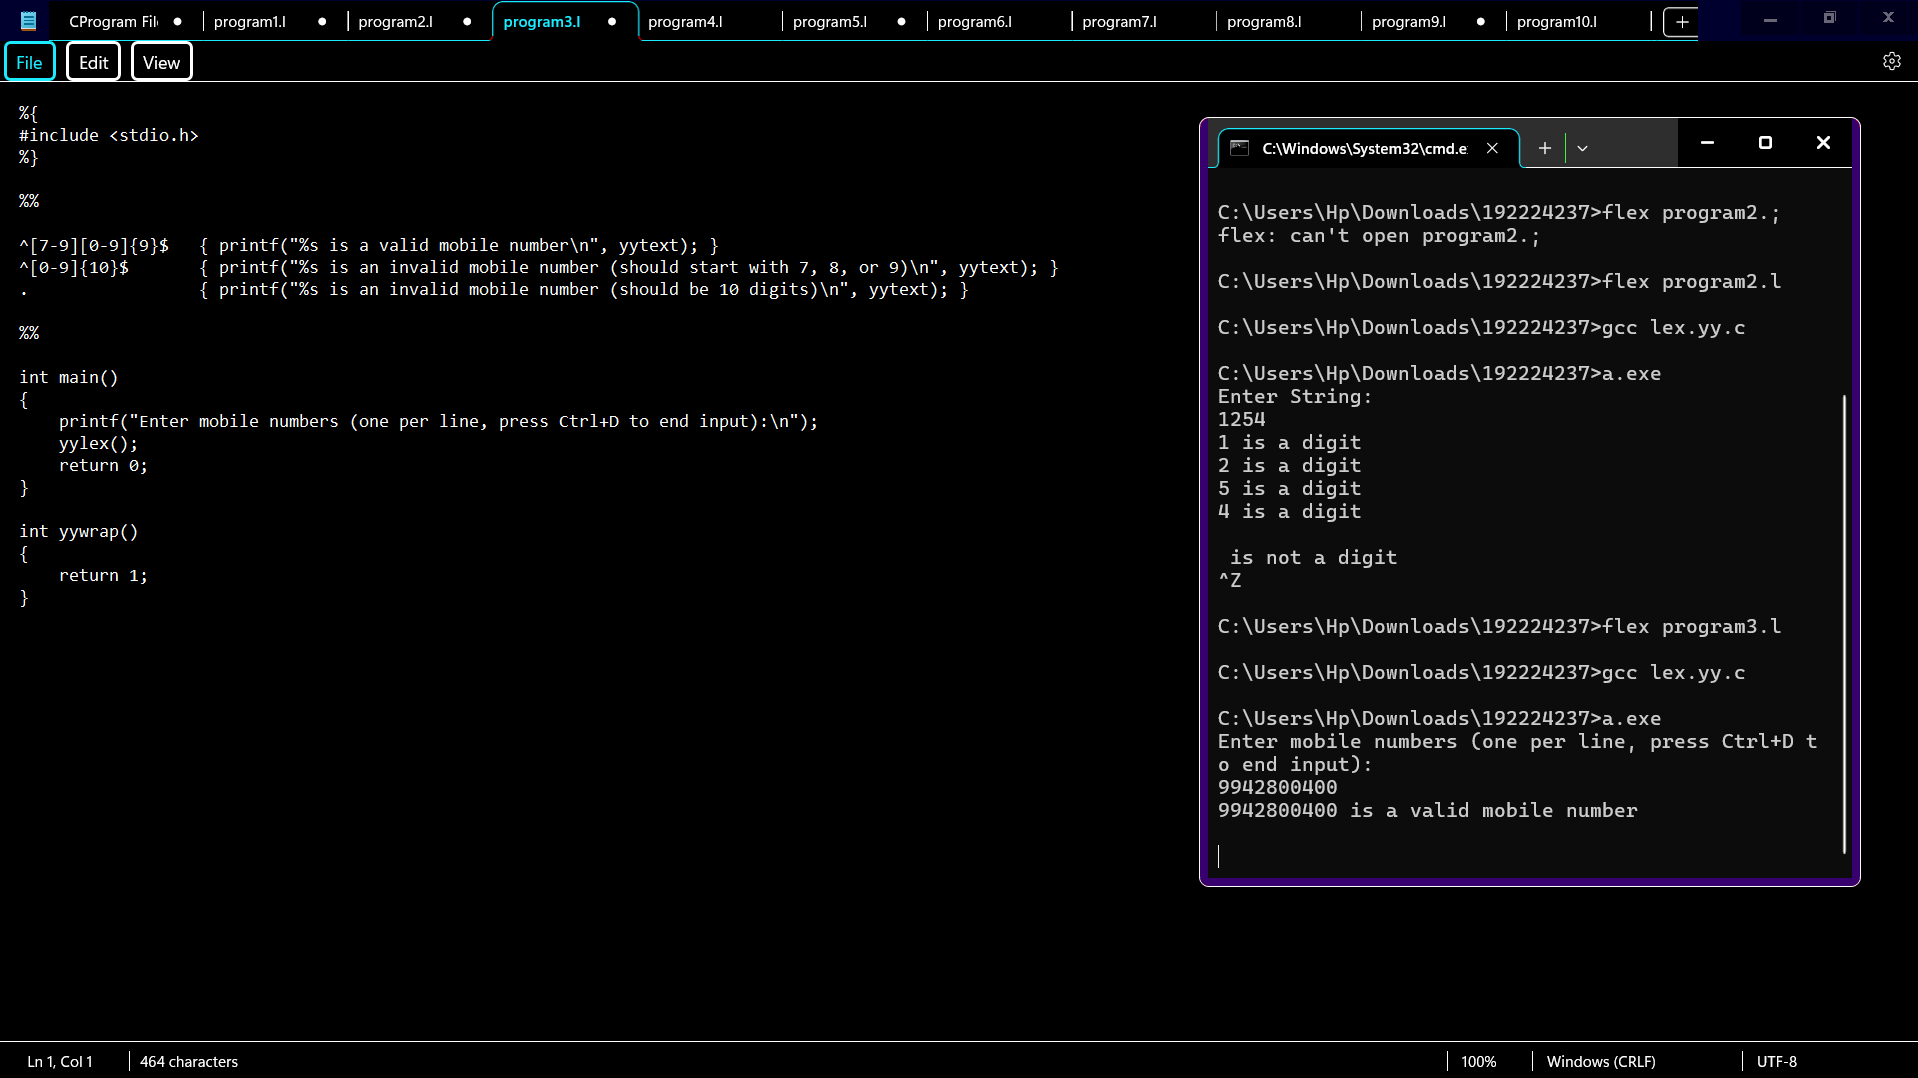 CProgram Fil program1.l program2.l program3.l program4.l program5.l program6.l program7.l program8.l program9.l program10.l
File Edit View
%{
#include <stdio.h>
%}
%%
^[7-9][0-9]{9}$ { printf("%s is a valid mobile number\n", yytext); }
^[0-9]{10}$ { printf("%s is an invalid mobile number (should start with 7, 8, or 9)\n", yytext); }
. { printf("%s is an invalid mobile number (should be 10 digits)\n", yytext); }
%%
int main()
{
    printf("Enter mobile numbers (one per line, press Ctrl+D to end input):\n");
    yylex();
    return 0;
}
int yywrap()
{
    return 1;
}
C:\Windows\System32\cmd.e
C:\Users\Hp\Downloads\192224237>flex program2.;
flex: can't open program2.;
C:\Users\Hp\Downloads\192224237>flex program2.l
C:\Users\Hp\Downloads\192224237>gcc lex.yy.c
C:\Users\Hp\Downloads\192224237>a.exe
Enter String:
1254
1 is a digit
2 is a digit
5 is a digit
4 is a digit
 is not a digit
^Z
C:\Users\Hp\Downloads\192224237>flex program3.l
C:\Users\Hp\Downloads\192224237>gcc lex.yy.c
C:\Users\Hp\Downloads\192224237>a.exe
Enter mobile numbers (one per line, press Ctrl+D t
o end input):
9942800400
9942800400 is a valid mobile number
Ln 1, Col 1 464 characters 100% Windows (CRLF) UTF-8